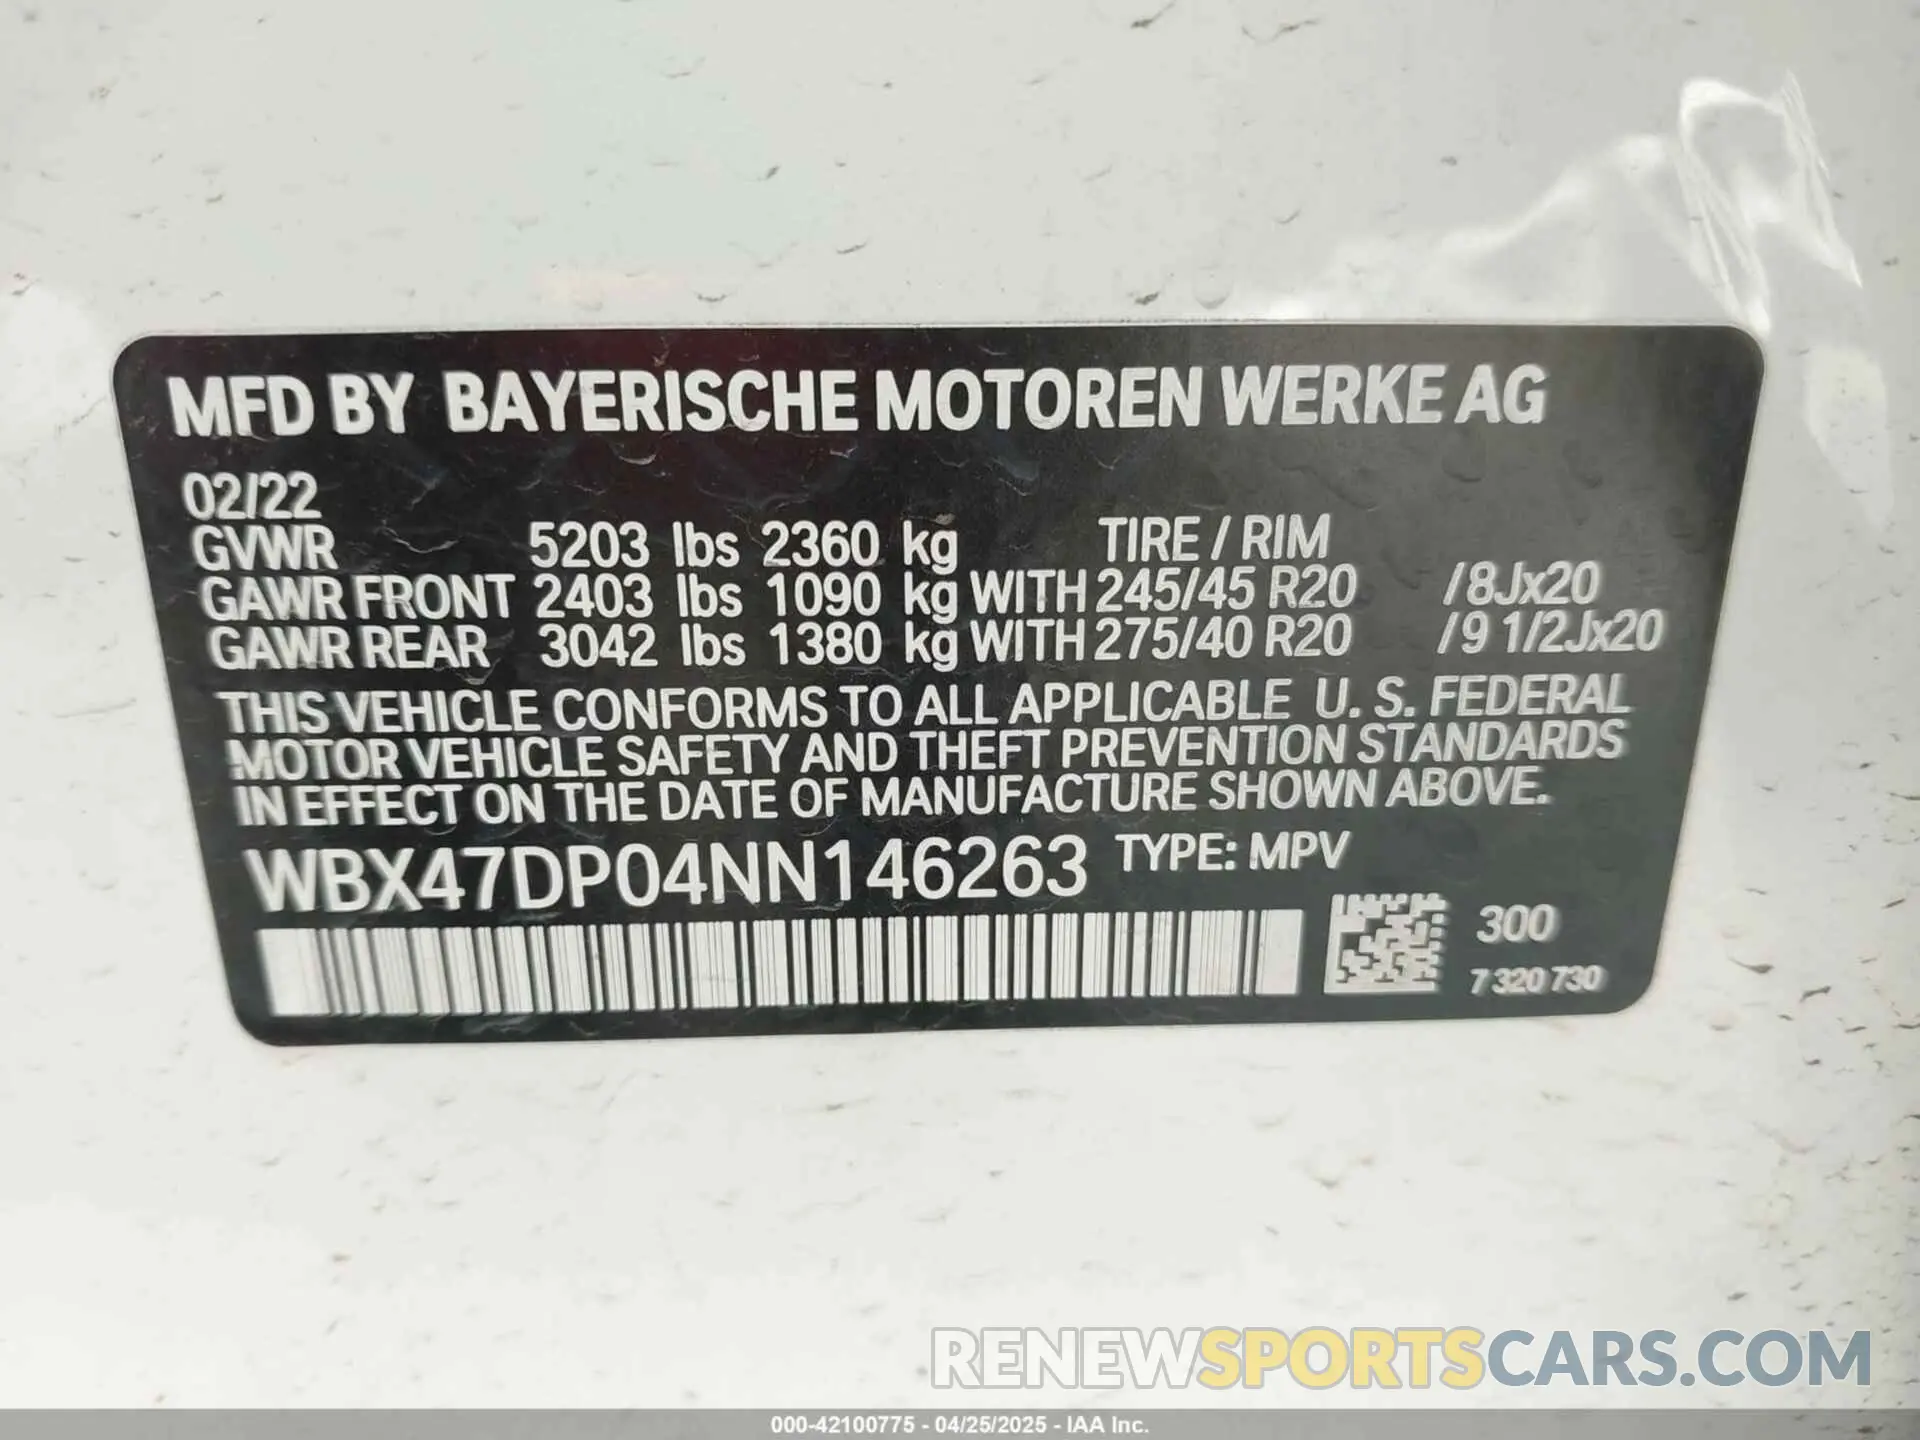 MFD BY BAYERISCHE MOTOREN WERKE AG
02/22
GVWR 5203 lbs 2360 kg TIRE / RIM
GAWR FRONT 2403 lbs 1090 kg WITH 245/45 R20 /8Jx20
GAWR REAR 3042 lbs 1380 kg WITH 275/40 R20 /9 1/2Jx20
THIS VEHICLE CONFORMS TO ALL APPLICABLE U. S. FEDERAL
MOTOR VEHICLE SAFETY AND THEFT PREVENTION STANDARDS
IN EFFECT ON THE DATE OF MANUFACTURE SHOWN ABOVE.
WBX47DP04NN146263 TYPE: MPV
300
7 320 730
RENEWSPORTSCARS.COM
000-42100775 - 04/25/2025 - IAA Inc.